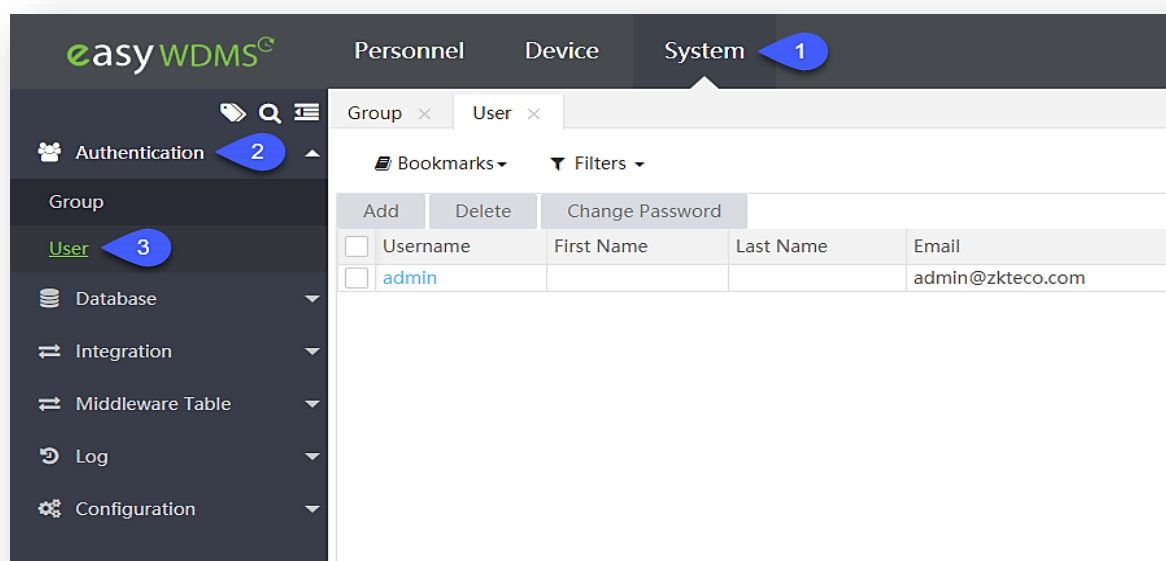 easy WDMS Personnel Device System 1
Group × User ×
Authentication 2
Bookmarks Filters
Group
Add Delete Change Password
User 3
Username First Name Last Name Email
admin admin@zkteco.com
Database
Integration
Middleware Table
Log
Configuration